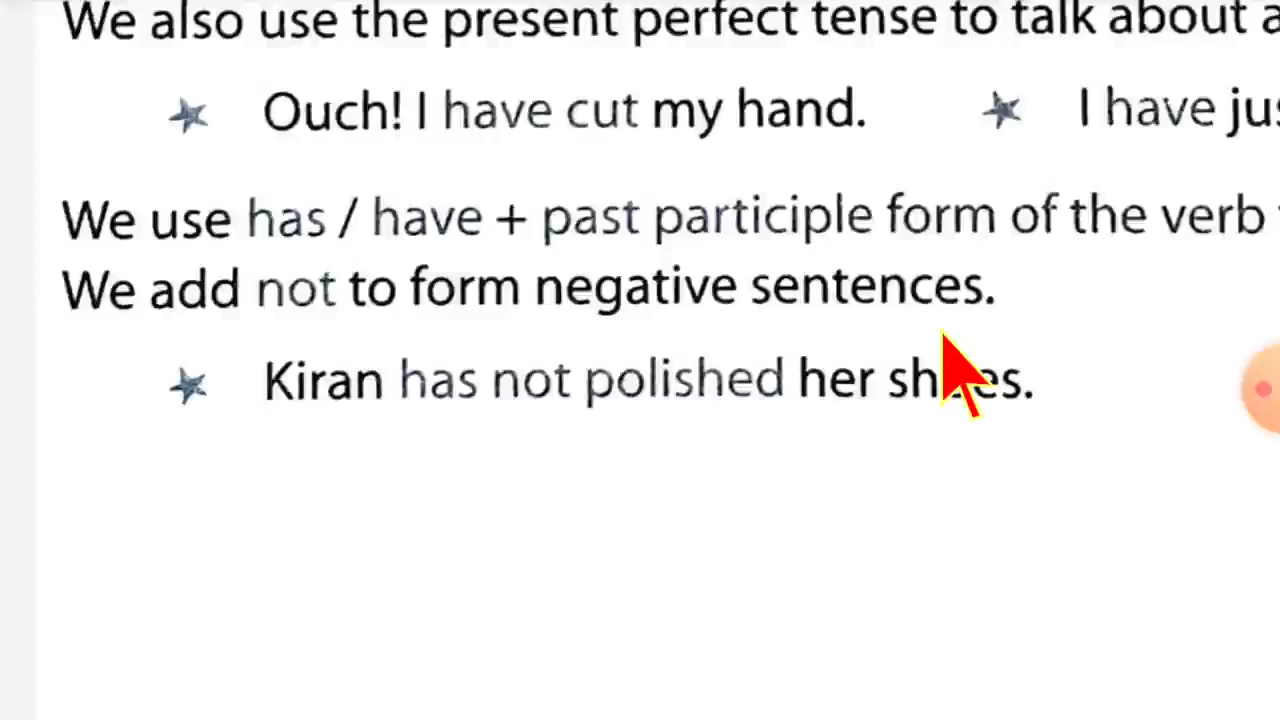 We also use the present perfect tense to talk about a
Ouch! I have cut my hand. I have jus
We use has / have + past participle form of the verb
We add not to form negative sentences.
Kiran has not polished her shoes.